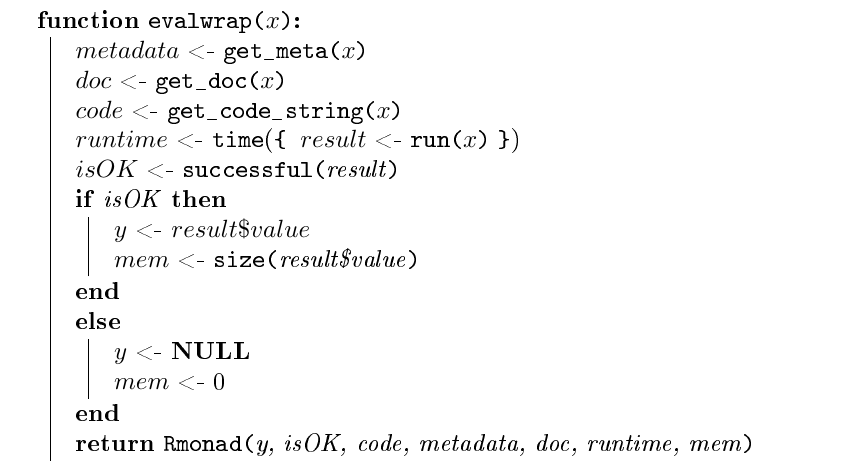 function evalwrap(x):
metadata <- get_meta(x)
doc <- get_doc(x)
code <- get_code_string(x)
runtime <- time({ result <- run(x) })
isOK <- successful(result)
if isOK then
y <- result$value
mem <- size(result$value)
end
else
y <- NULL
mem <- 0
end
return Rmonad(y, isOK, code, metadata, doc, runtime, mem)